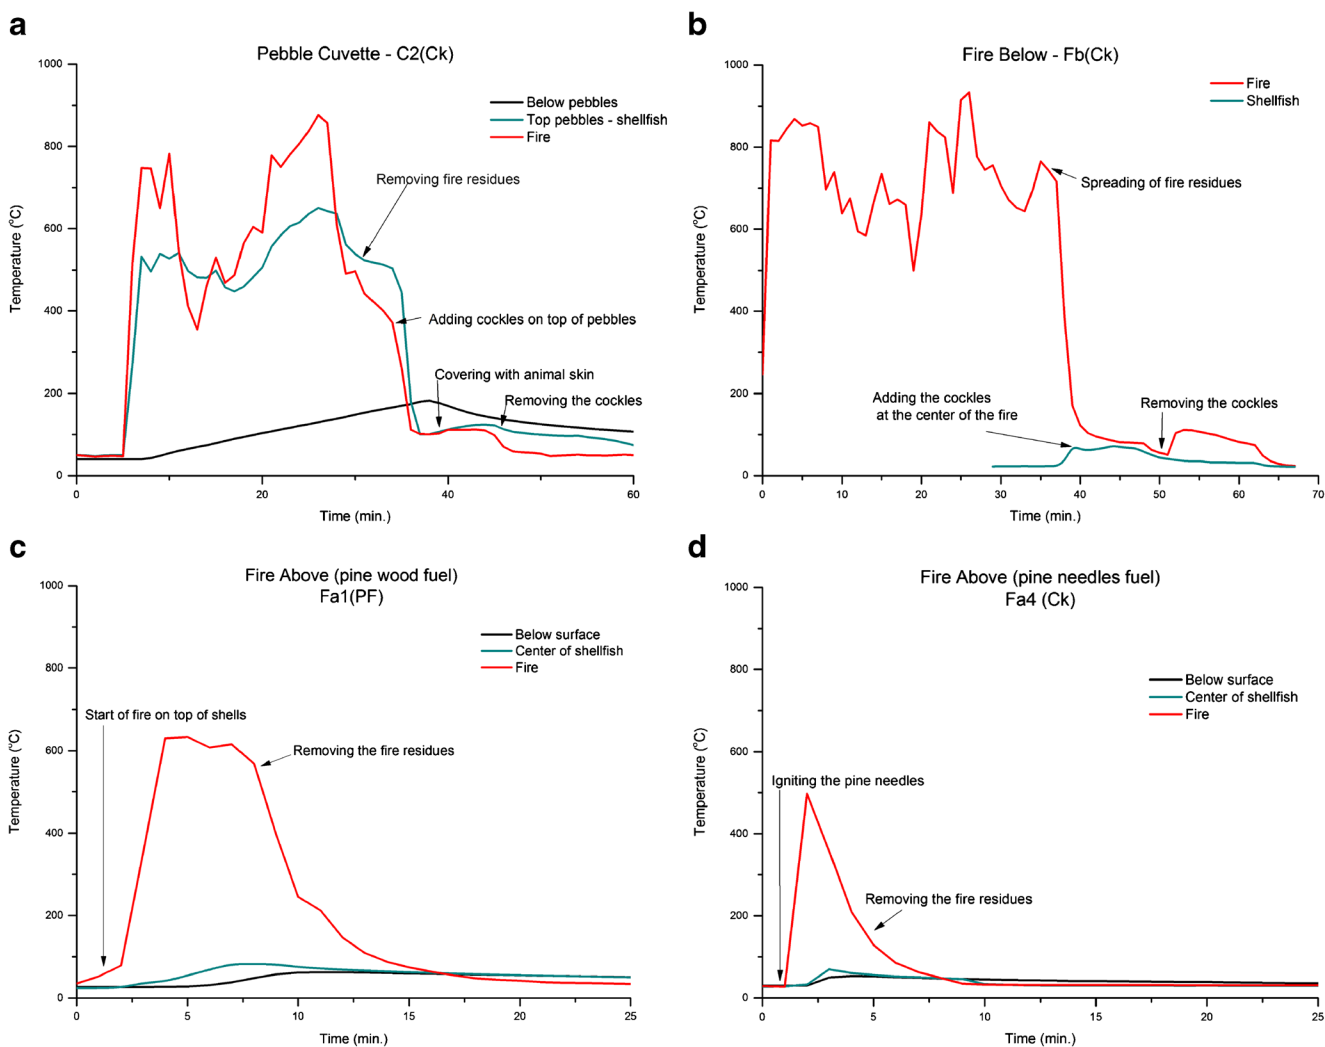 a
Pebble Cuvette - C2(Ck)
1000
800
600
400
200
0
Temperature (°C)
Below pebbles
Top pebbles - shellfish
Fire
Removing fire residues
Adding cockles on top of pebbles
Covering with animal skin
Removing the cockles
0 20 40 60
Time (min.)
b
Fire Below - Fb(Ck)
1000
800
600
400
200
0
Temperature (°C)
Fire
Shellfish
Spreading of fire residues
Adding the cockles
at the center of the fire
Removing the cockles
0 10 20 30 40 50 60 70
Time (min.)
c
Fire Above (pine wood fuel)
Fa1(PF)
1000
800
600
400
200
0
Temperature (°C)
Below surface
Center of shellfish
Fire
Start of fire on top of shells
Removing the fire residues
0 5 10 15 20 25
Time (min.)
d
Fire Above (pine needles fuel)
Fa4 (Ck)
1000
800
600
400
200
0
Temperature (°C)
Below surface
Center of shellfish
Fire
Igniting the pine needles
Removing the fire residues
0 5 10 15 20 25
Time (min.)